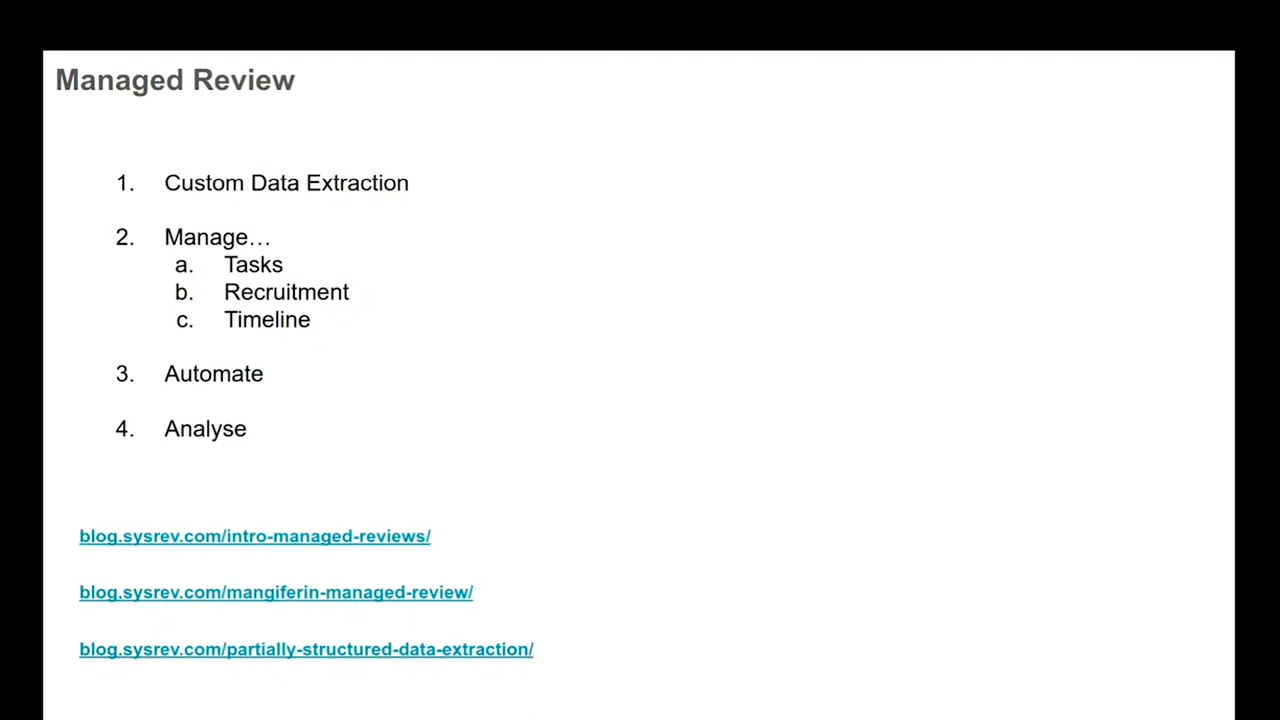 Managed Review
1. Custom Data Extraction
2. Manage…
a. Tasks
b. Recruitment
c. Timeline
3. Automate
4. Analyse
blog.sysrev.com/intro-managed-reviews/
blog.sysrev.com/mangiferin-managed-review/
blog.sysrev.com/partially-structured-data-extraction/